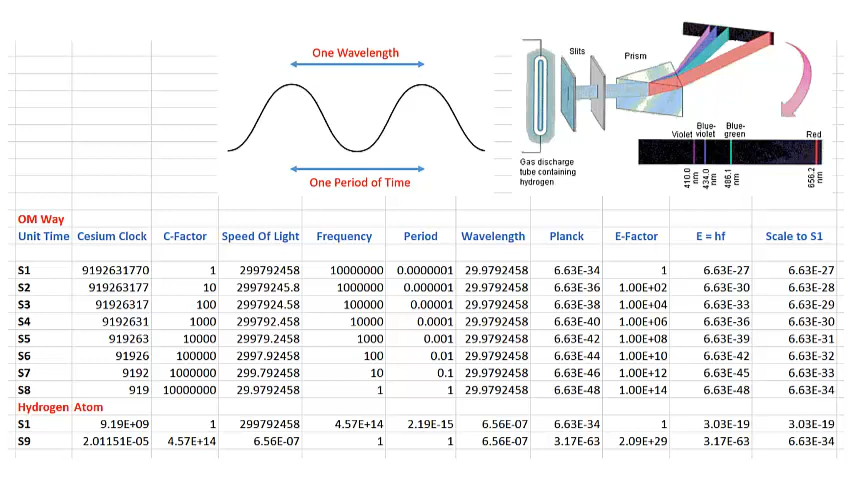 One Wavelength
One Period of Time
Slits
Prism
Gas discharge
tube containing
hydrogen
Violet Blue-violet Blue-green Red
410.0 nm
434.0 nm
486.1 nm
656.2 nm
OM Way
Unit Time Cesium Clock C-Factor Speed Of Light Frequency Period Wavelength Planck E-Factor E = hf Scale to S1
S1 9192631770 1 299792458 10000000 0.0000001 29.9792458 6.63E-34 1 6.63E-27 6.63E-27
S2 919263177 10 29979245.8 1000000 0.000001 29.9792458 6.63E-36 1.00E+02 6.63E-30 6.63E-28
S3 91926317 100 2997924.58 100000 0.00001 29.9792458 6.63E-38 1.00E+04 6.63E-33 6.63E-29
S4 9192631 1000 299792.458 10000 0.0001 29.9792458 6.63E-40 1.00E+06 6.63E-36 6.63E-30
S5 919263 10000 29979.2458 1000 0.001 29.9792458 6.63E-42 1.00E+08 6.63E-39 6.63E-31
S6 91926 100000 2997.92458 100 0.01 29.9792458 6.63E-44 1.00E+10 6.63E-42 6.63E-32
S7 9192 1000000 299.792458 10 0.1 29.9792458 6.63E-46 1.00E+12 6.63E-45 6.63E-33
S8 919 10000000 29.9792458 1 1 29.9792458 6.63E-48 1.00E+14 6.63E-48 6.63E-34
Hydrogen Atom
S1 9.19E+09 1 299792458 4.57E+14 2.19E-15 6.56E-07 6.63E-34 1 3.03E-19 3.03E-19
S9 2.01151E-05 4.57E+14 6.56E-07 1 1 6.56E-07 3.17E-63 2.09E+29 3.17E-63 6.63E-34